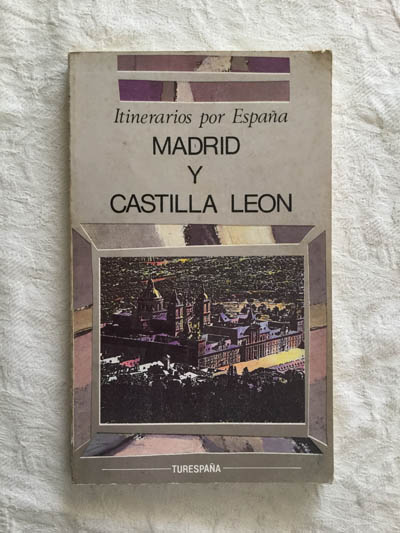 Itinerarios por España
MADRID
Y
CASTILLA LEON
TURESPAÑA